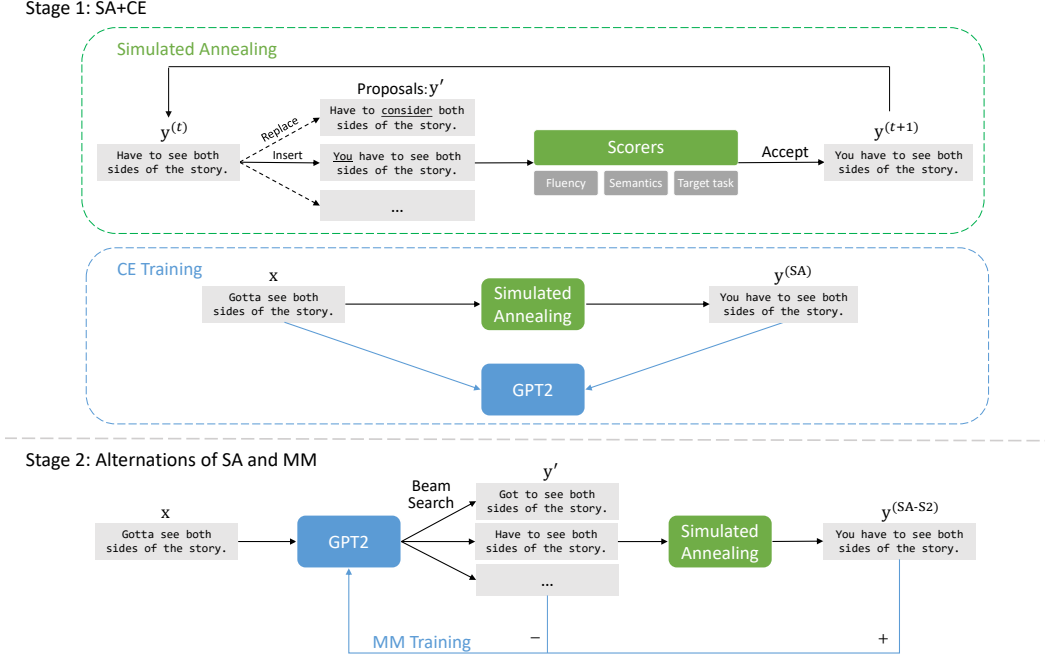 Stage 1: SA+CE
Simulated Annealing
Proposals: y′
y(t)
Have to see both
sides of the story.
Replace
Insert
Have to consider both
sides of the story.
You have to see both
sides of the story.
...
Scorers
Fluency
Semantics
Target task
Accept
y(t+1)
You have to see both
sides of the story.
CE Training
x
Gotta see both
sides of the story.
Simulated
Annealing
y(SA)
You have to see both
sides of the story.
GPT2
Stage 2: Alternations of SA and MM
x
Gotta see both
sides of the story.
GPT2
Beam
Search
y′
Got to see both
sides of the story.
Have to see both
sides of the story.
...
Simulated
Annealing
y(SA-S2)
You have to see both
sides of the story.
MM Training
−
+